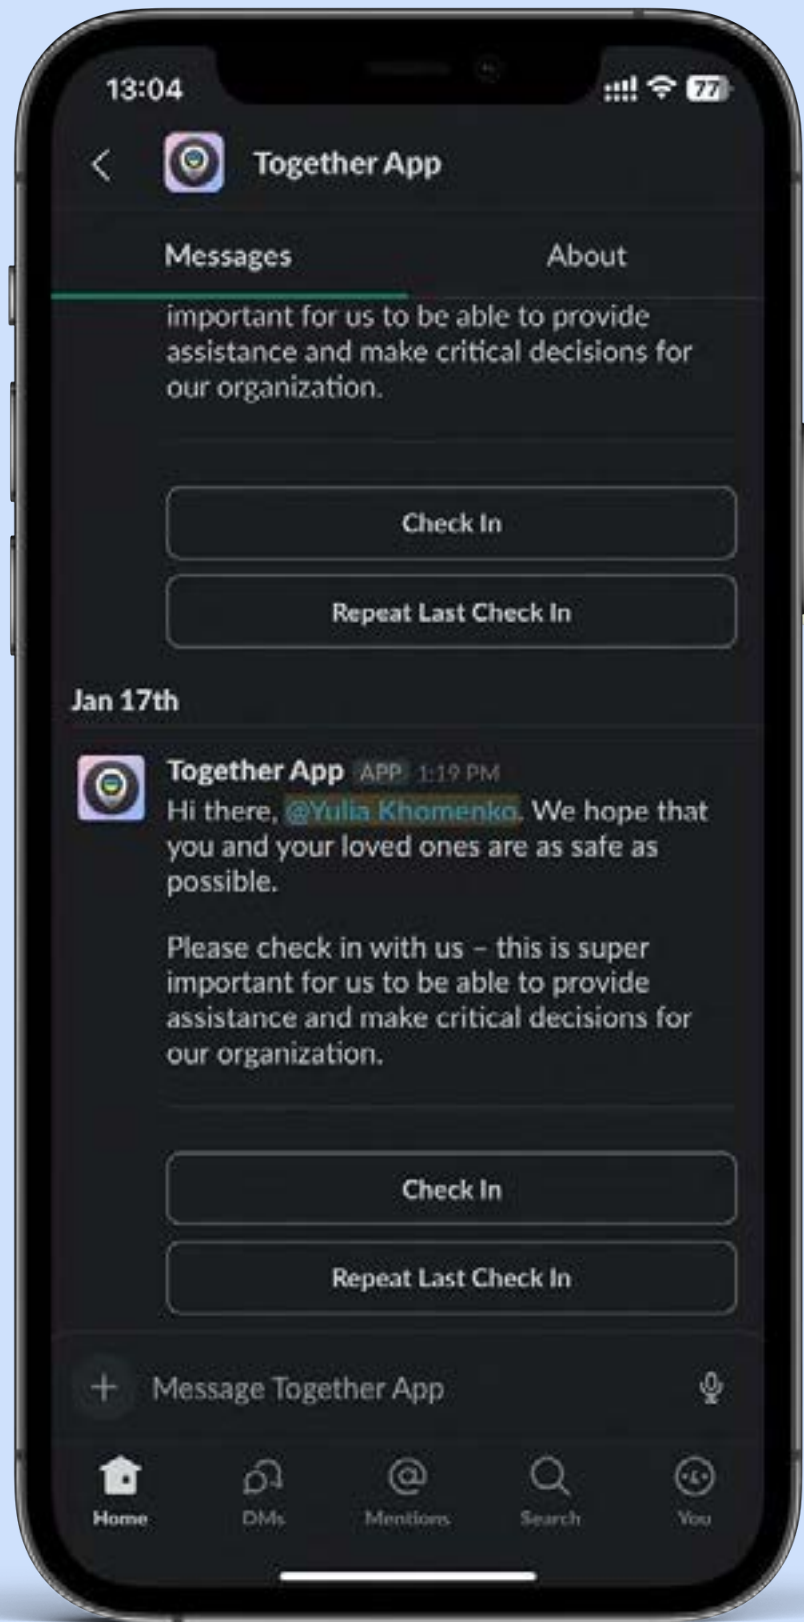 13:04
77
Together App
Messages
About
important for us to be able to provide
assistance and make critical decisions for
our organization.
Check In
Repeat Last Check In
Jan 17th
Together App APP 1:19 PM
Hi there, @Yulia Khomenko. We hope that
you and your loved ones are as safe as
possible.
Please check in with us – this is super
important for us to be able to provide
assistance and make critical decisions for
our organization.
Check In
Repeat Last Check In
Message Together App
Home
DMs
Mentions
Search
You